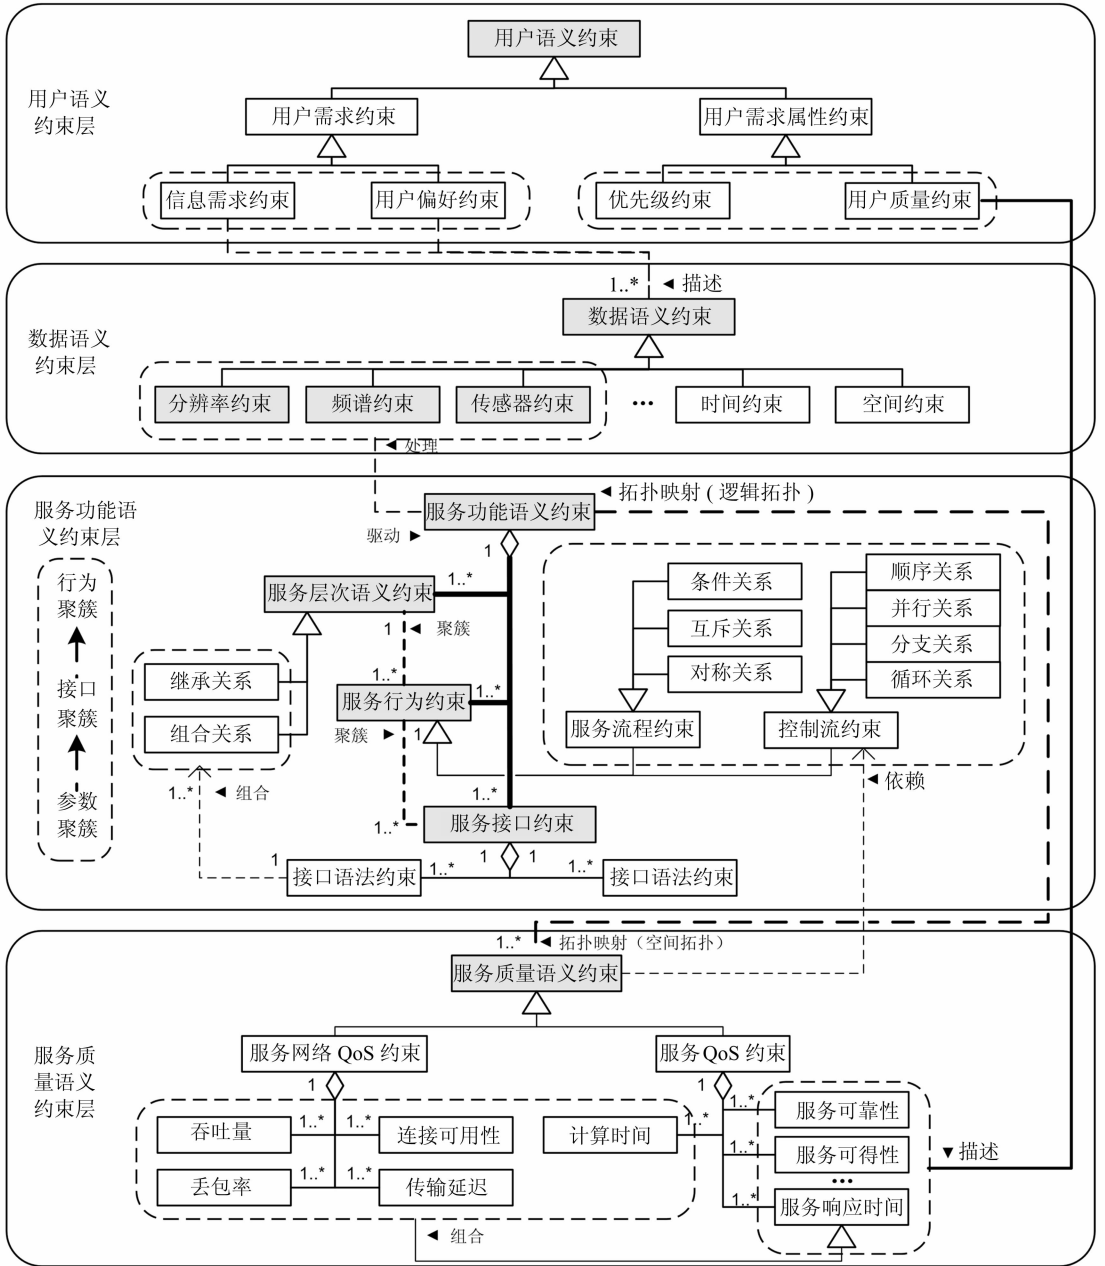 用户语义约束
用户语义
约束层
用户需求约束
用户需求属性约束
信息需求约束
用户偏好约束
优先级约束
用户质量约束
1..*
◄ 描述
数据语义约束
数据语义
约束层
分辨率约束
频谱约束
传感器约束
...
时间约束
空间约束
◄ 处理
服务功能语
义约束层
服务功能语义约束
◄ 拓扑映射 ( 逻辑拓扑 )
驱动 ►
1
行为
聚簇
接口
聚簇
参数
聚簇
服务层次语义约束
1..*
1
◄ 聚簇
继承关系
组合关系
1..*
服务行为约束
1..*
聚簇 ►
1
条件关系
互斥关系
对称关系
顺序关系
并行关系
分支关系
循环关系
服务流程约束
控制流约束
1..*
◄ 组合
◄ 依赖
1..*
1..*
服务接口约束
1
1
1
接口语法约束
1..*
1..*
接口语法约束
1..*
◄ 拓扑映射（空间拓扑）
服务质量语义约束
服务质
量语义
约束层
服务网络 QoS 约束
服务QoS 约束
1
1
吞吐量
1..*
1..*
连接可用性
丢包率
1..*
1..*
传输延迟
计算时间
1..*
1..*
服务可靠性
1..*
服务可得性
...
1..*
服务响应时间
▼描述
◄ 组合